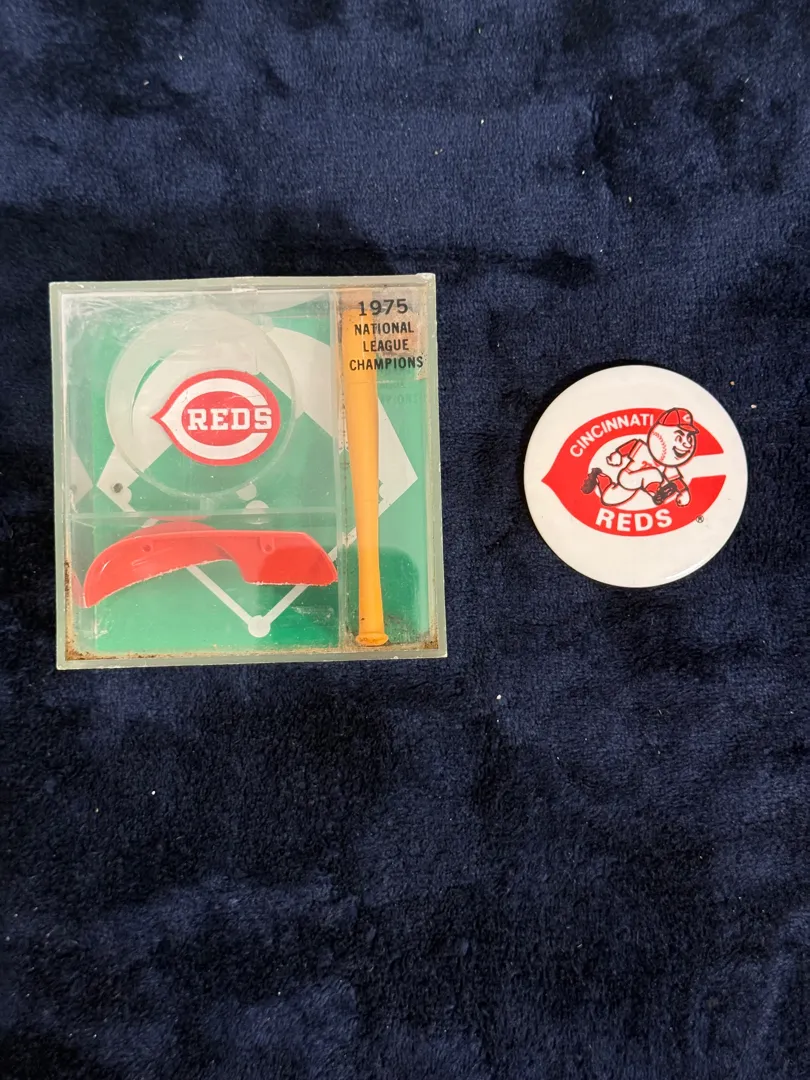 1975
NATIONAL
LEAGUE
CHAMPIONS
REDS
CINCINNATI
REDS
®